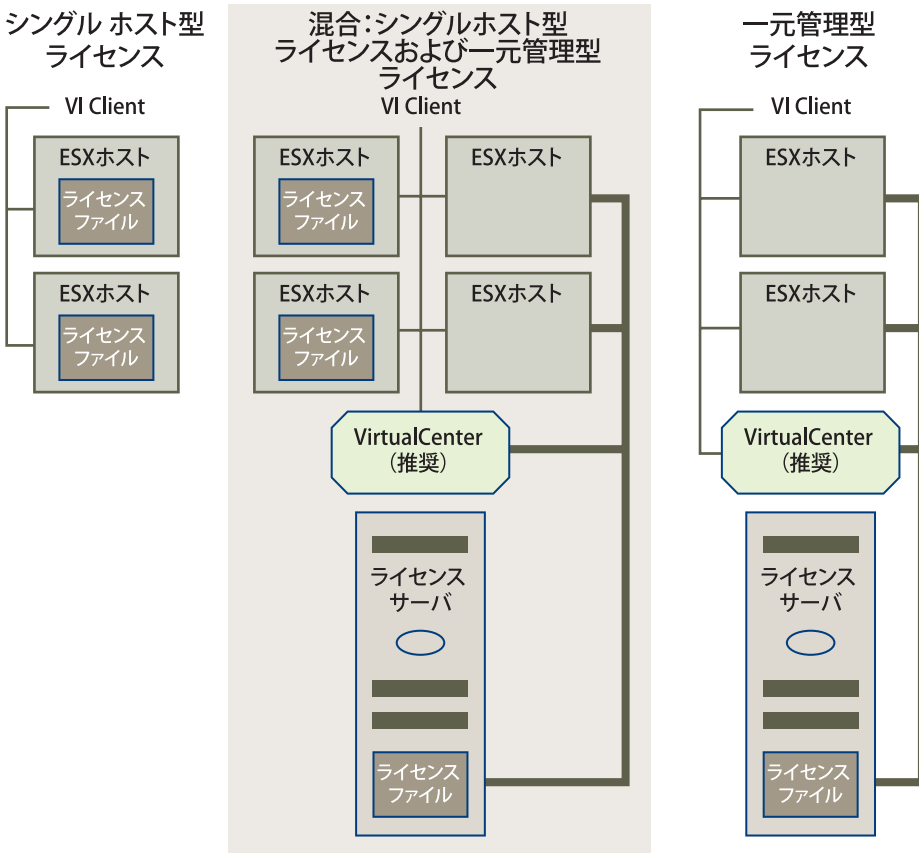 シングル ホスト型
ライセンス
VI Client
ESXホスト
ライセンス
ファイル
ESXホスト
ライセンス
ファイル
混合：シングルホスト型
ライセンスおよび一元管理型
ライセンス
VI Client
ESXホスト
ライセンス
ファイル
ESXホスト
ESXホスト
ライセンス
ファイル
ESXホスト
VirtualCenter
（推奨）
ライセンス
サーバ
ライセンス
ファイル
一元管理型
ライセンス
VI Client
ESXホスト
ESXホスト
VirtualCenter
（推奨）
ライセンス
サーバ
ライセンス
ファイル